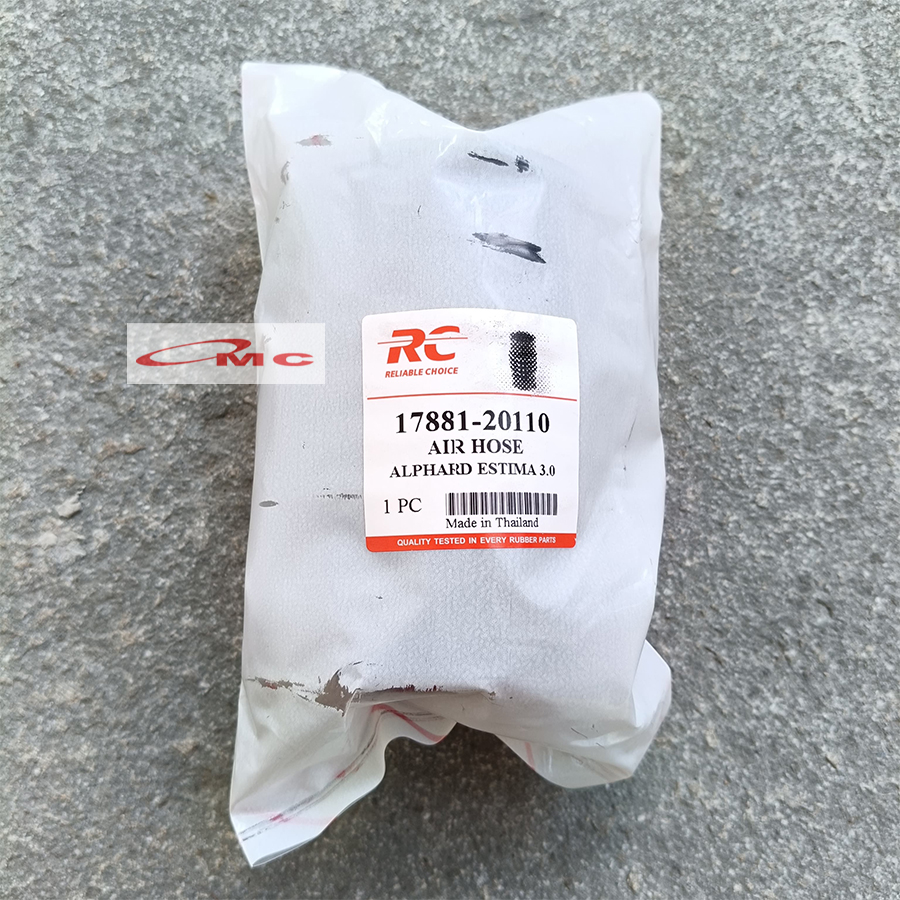 OMC
RC
RELIABLE CHOICE
17881-20110
AIR HOSE
ALPHARD ESTIMA 3.0
1 PC
Made in Thailand
QUALITY TESTED IN EVERY RUBBER PARTS